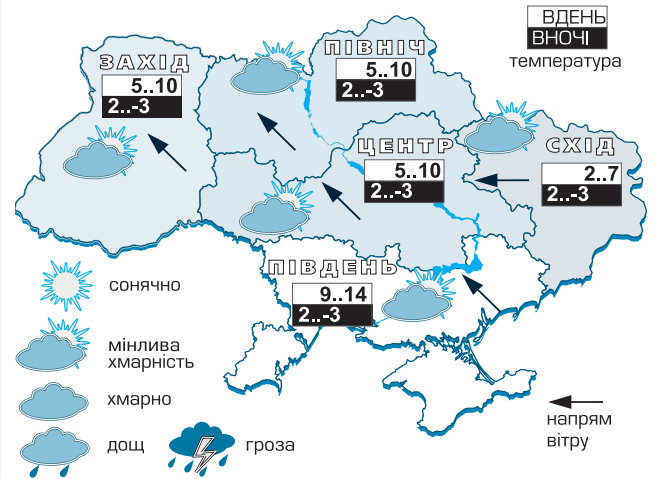 ВДЕНЬ
ВНОЧІ
температура
ПІВНІЧ
5..10
2..-3
ЗАХІД
5..10
2..-3
ЦЕНТР
5..10
2..-3
СХІД
2..7
2..-3
ПІВДЕНЬ
9..14
2..-3
сонячно
мінлива
хмарність
хмарно
дощ
гроза
напрям
вітру